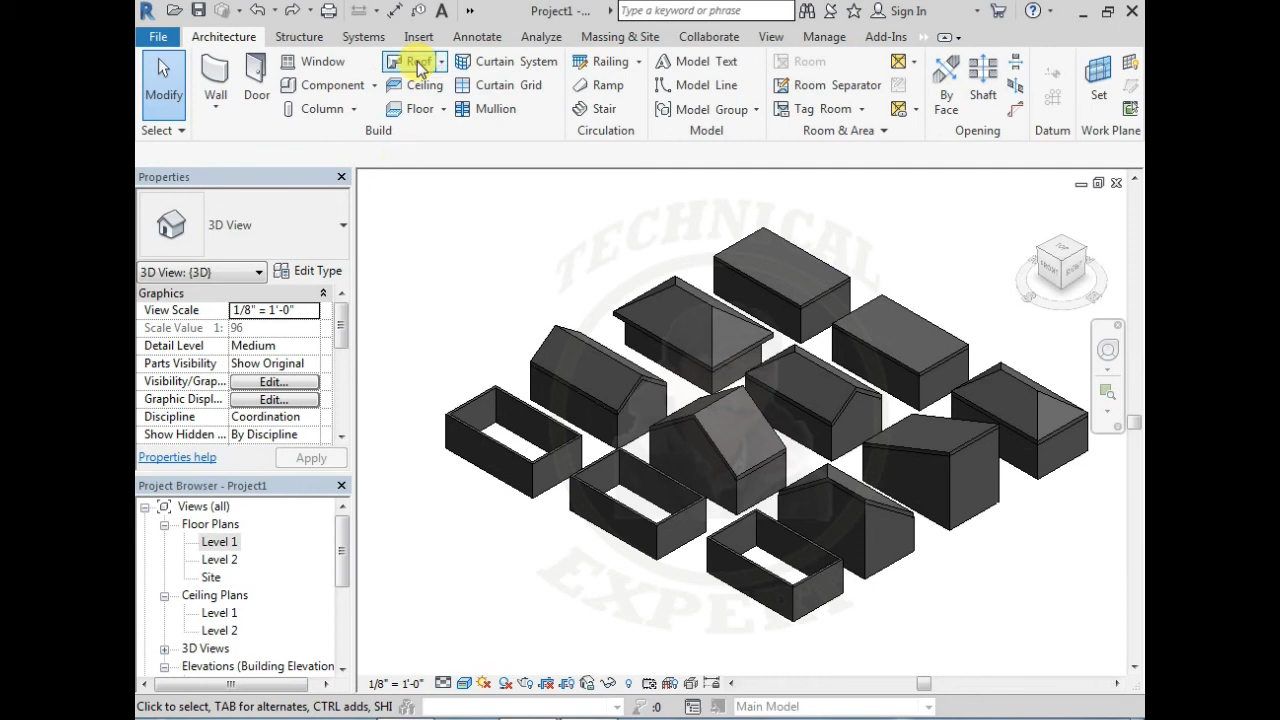 Project1 -...
Type a keyword or phrase
Sign In
File
Architecture
Structure
Systems
Insert
Annotate
Analyze
Massing & Site
Collaborate
View
Manage
Add-Ins
Modify
Wall
Door
Window
Component
Column
Roof
Ceiling
Floor
Curtain System
Curtain Grid
Mullion
Railing
Ramp
Stair
Model Text
Model Line
Model Group
Room
Room Separator
Tag Room
By
Face
Shaft
Set
Select
Build
Circulation
Model
Room & Area
Opening
Datum
Work Plane
Properties
3D View
3D View: {3D}
Edit Type
Graphics
View Scale 1/8" = 1'-0"
Scale Value 1: 96
Detail Level Medium
Parts Visibility Show Original
Visibility/Grap... Edit...
Graphic Displ... Edit...
Discipline Coordination
Show Hidden ... By Discipline
Properties help
Apply
Project Browser - Project1
Views (all)
Floor Plans
Level 1
Level 2
Site
Ceiling Plans
Level 1
Level 2
3D Views
Elevations (Building Elevation
TECHNICAL
EXPERT
TOP
FRONT
RIGHT
1/8" = 1'-0"
Click to select, TAB for alternates, CTRL adds, SHI
:0
Main Model